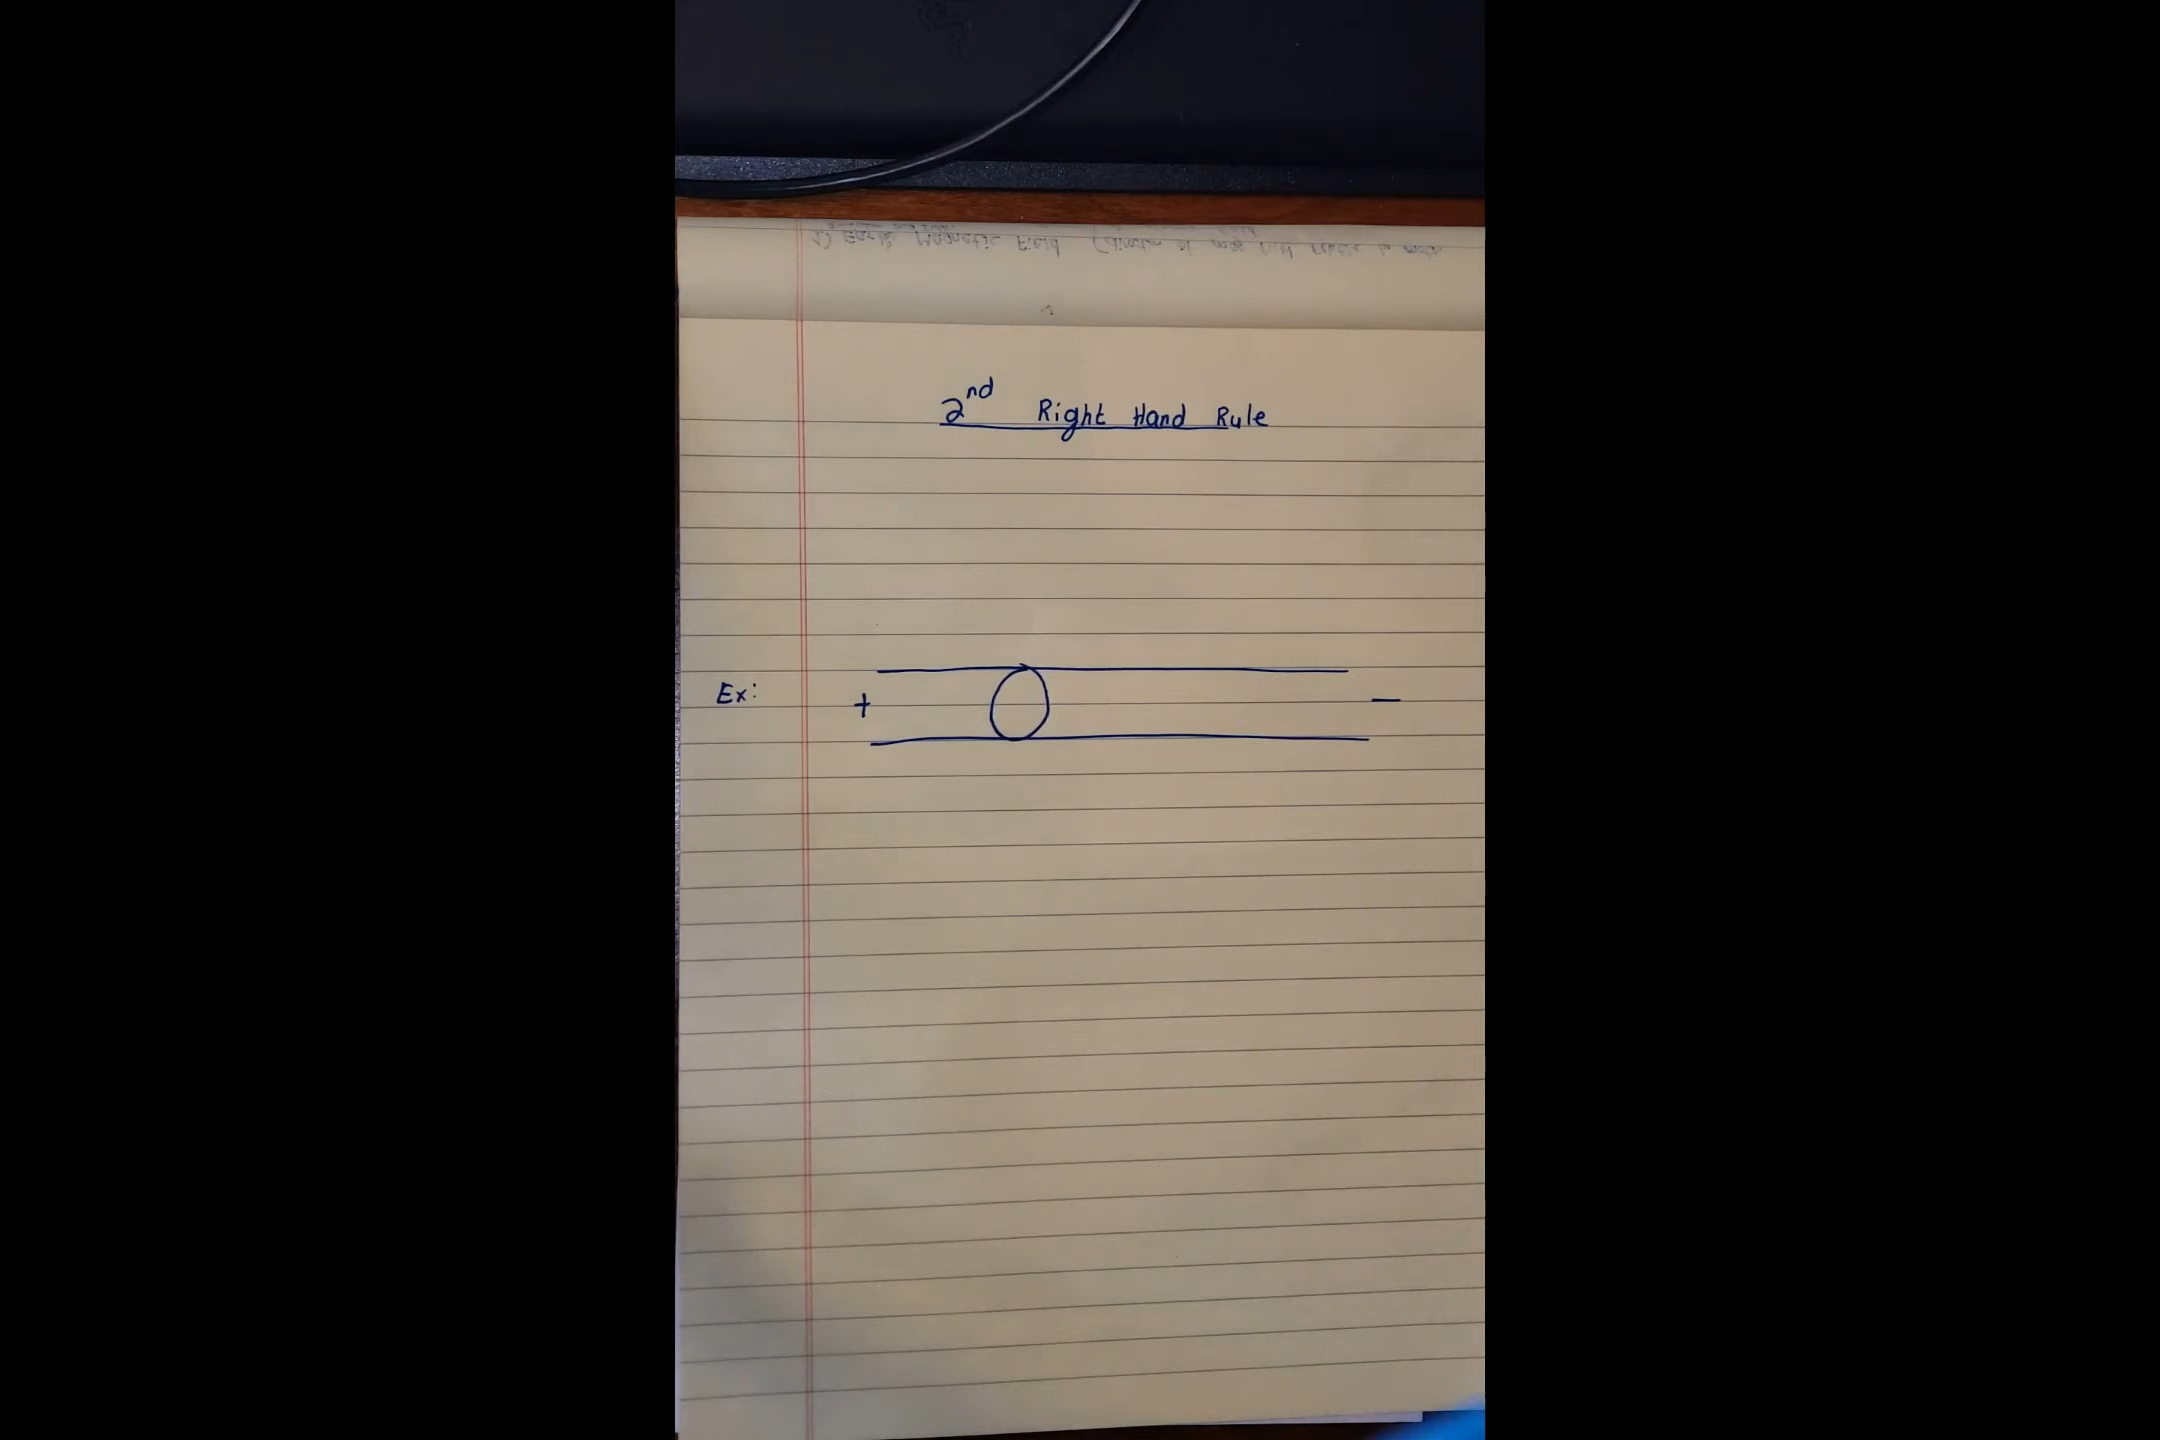 2nd Right Hand Rule
Ex: + −